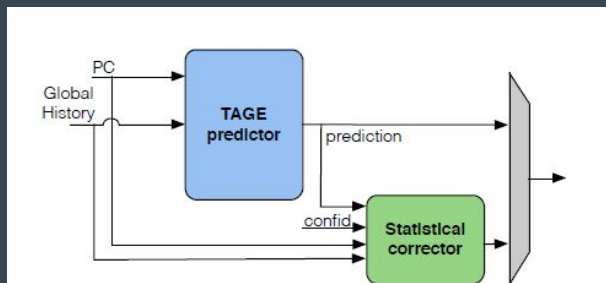 PC
Global
History
TAGE
predictor
prediction
confid
Statistical
corrector